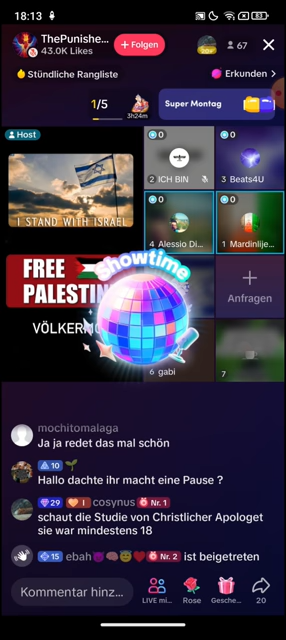 18:13
83
ThePunishe...
43.0K Likes
+ Folgen
67
Stündliche Rangliste
Erkunden >
1/5
3h24m
Super Montag
Host
I STAND WITH ISRAEL
FREE
PALESTIN
VÖLKERMO
0
2 ICH BIN
0
3 Beats4U
0
4 Alessio Di...
0
1 Mardinlije...
Showtime
Anfragen
6 gabi
7
mochitomalaga
Ja ja redet das mal schön
10
Hallo dachte ihr macht eine Pause ?
29 I cosynus Nr. 1
schaut die Studie von Christlicher Apologet
sie war mindestens 18
15 ebah Nr. 2 ist beigetreten
Kommentar hinz...
LIVE mi...
Rose
Gesche...
20